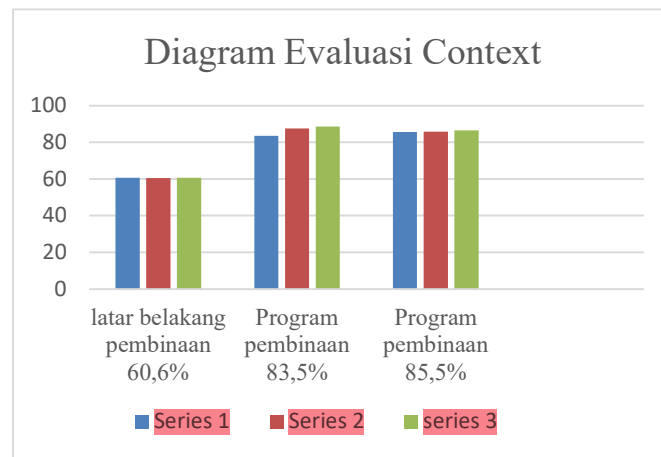 Diagram Evaluasi Context
100
80
60
40
20
0
latar belakang
pembinaan
60,6%
Program
pembinaan
83,5%
Program
pembinaan
85,5%
Series 1 Series 2 series 3